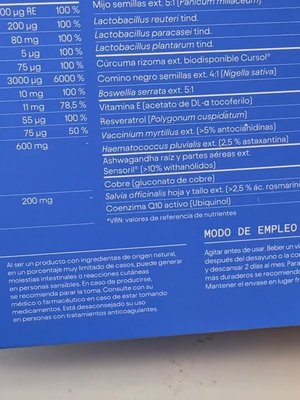 00 µg RE 100 %
200 µg 100 %
80 mg 100 %
5 µg 100 %
75 µg 100 %
3000 µg 6000 %
10 mg 100 %
11 mg 78,5 %
55 µg 100 %
75 µg 50 %
600 mg
200 mg
Mijo semillas ext. 5:1 (Panicum miliaceum)
Lactobacillus reuteri tind.
Lactobacillus paracasei tind.
Lactobacillus plantarum tind.
Cúrcuma rizoma ext. biodisponible Cursol®
Comino negro semillas ext. 4:1 (Nigella sativa)
Boswellia serrata ext. 5:1
Vitamina E (acetato de DL-α tocoferilo)
Resveratrol (Polygonum cuspidatum)
Vaccinium myrtillus ext. (>5% antocianidinas)
Haematococcus pluvialis ext. (2,5 % astaxantina)
Ashwagandha raíz y partes aéreas ext.
Sensoril® (>10% withanólidos)
Cobre (gluconato de cobre)
Salvia officinalis hoja y tallo ext. (>2,5 % ác. rosmarín
Coenzima Q10 activo (Ubiquinol)
*VRN: valores de referencia de nutrientes
Al ser un producto con ingredientes de origen natural,
en un porcentaje muy limitado de casos, puede generar
molestias intestinales o reacciones cutáneas
en personas sensibles. En caso de producirse,
se recomienda parar la toma. Consulte con su
médico o farmacéutico en caso de estar tomando
medicamentos. Está desaconsejado su uso
en personas con tratamientos anticoagulantes.
MODO DE EMPLEO
Agitar antes de usar. Beber un v
después del desayuno o la co
y descansar 2 días al mes. Para
más duraderos se recomienda
Mantener el envase en lugar fr